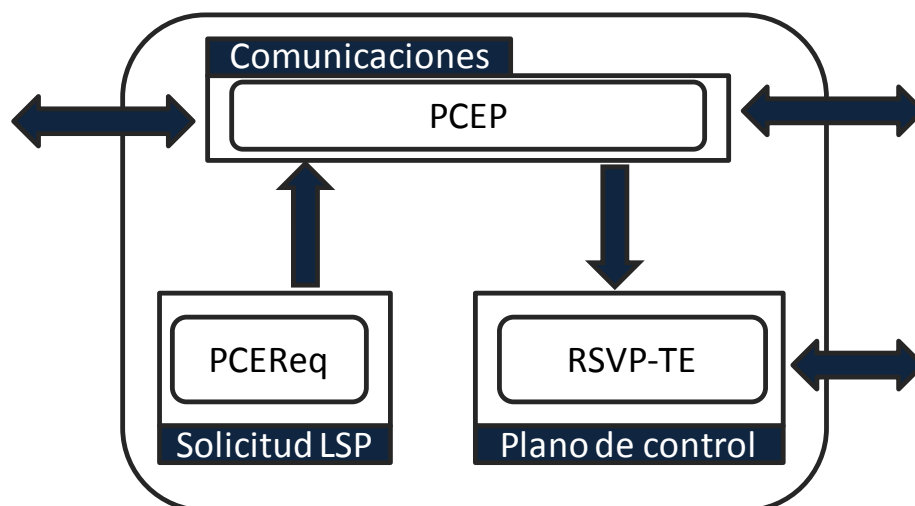 Comunicaciones
PCEP
PCEReq
RSVP-TE
Solicitud LSP
Plano de control